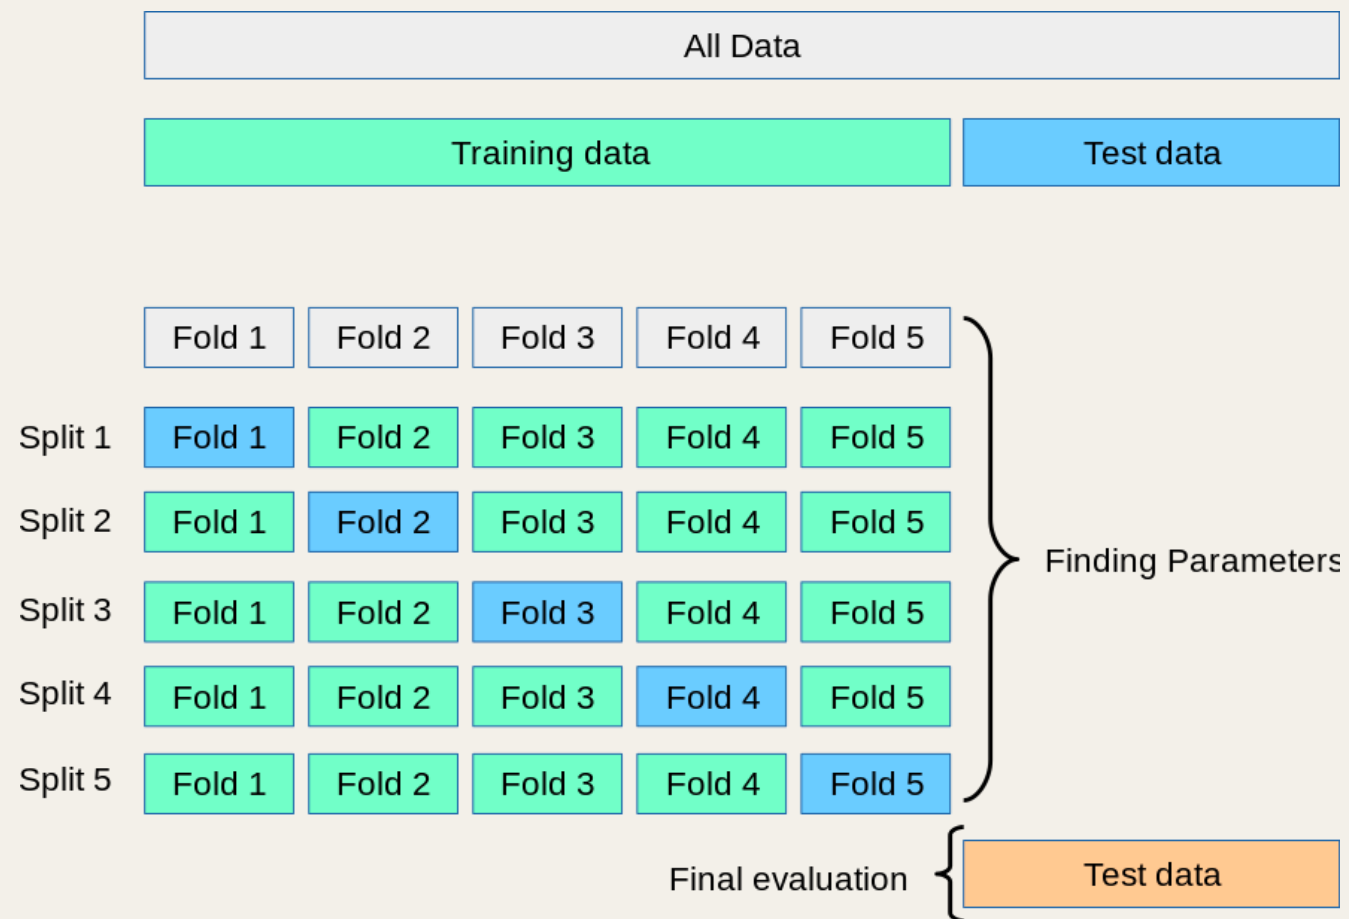 All Data
Training data Test data
Fold 1 Fold 2 Fold 3 Fold 4 Fold 5
Split 1 Fold 1 Fold 2 Fold 3 Fold 4 Fold 5
Split 2 Fold 1 Fold 2 Fold 3 Fold 4 Fold 5
Finding Parameters
Split 3 Fold 1 Fold 2 Fold 3 Fold 4 Fold 5
Split 4 Fold 1 Fold 2 Fold 3 Fold 4 Fold 5
Split 5 Fold 1 Fold 2 Fold 3 Fold 4 Fold 5
Final evaluation Test data